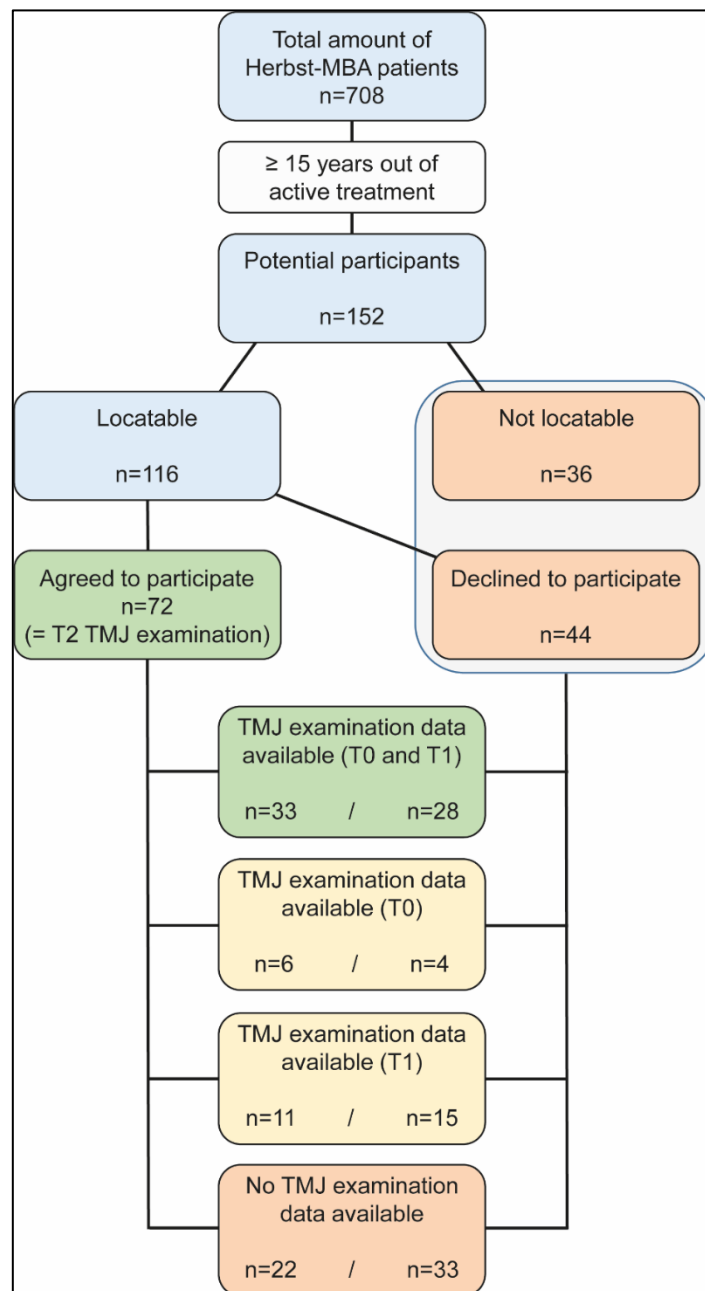 Total amount of
Herbst-MBA patients
n=708
≥ 15 years out of
active treatment
Potential participants
n=152
Locatable
n=116
Not locatable
n=36
Agreed to participate
n=72
(= T2 TMJ examination)
Declined to participate
n=44
TMJ examination data
available (T0 and T1)
n=33 / n=28
TMJ examination data
available (T0)
n=6 / n=4
TMJ examination data
available (T1)
n=11 / n=15
No TMJ examination
data available
n=22 / n=33